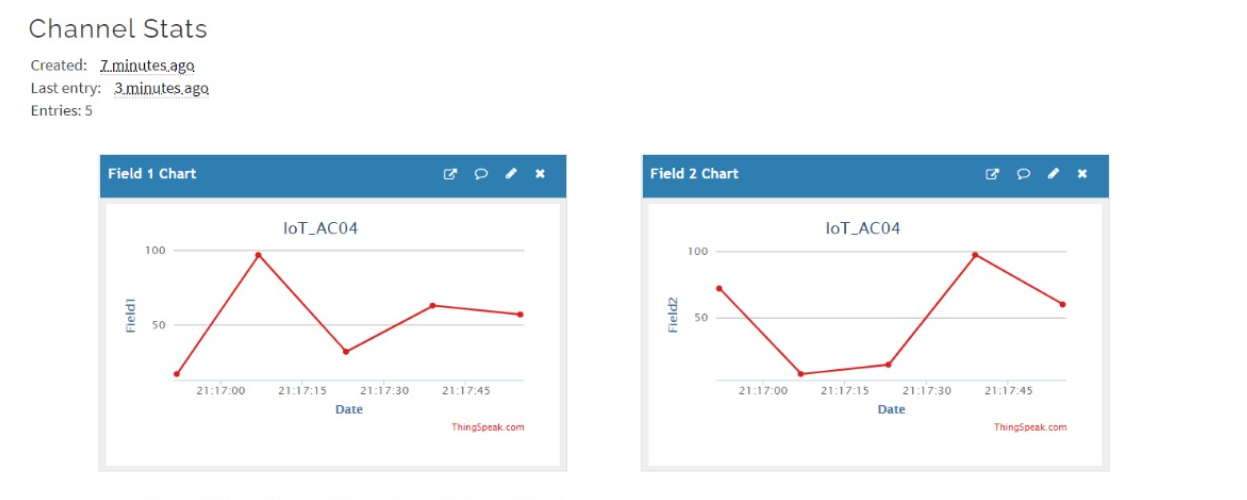 Channel Stats
Created: 7 minutes ago
Last entry: 3 minutes ago
Entries: 5
Field 1 Chart
IoT_AC04
100
50
Field1
21:17:00 21:17:15 21:17:30 21:17:45
Date
ThingSpeak.com
Field 2 Chart
IoT_AC04
100
50
Field2
21:17:00 21:17:15 21:17:30 21:17:45
Date
ThingSpeak.com